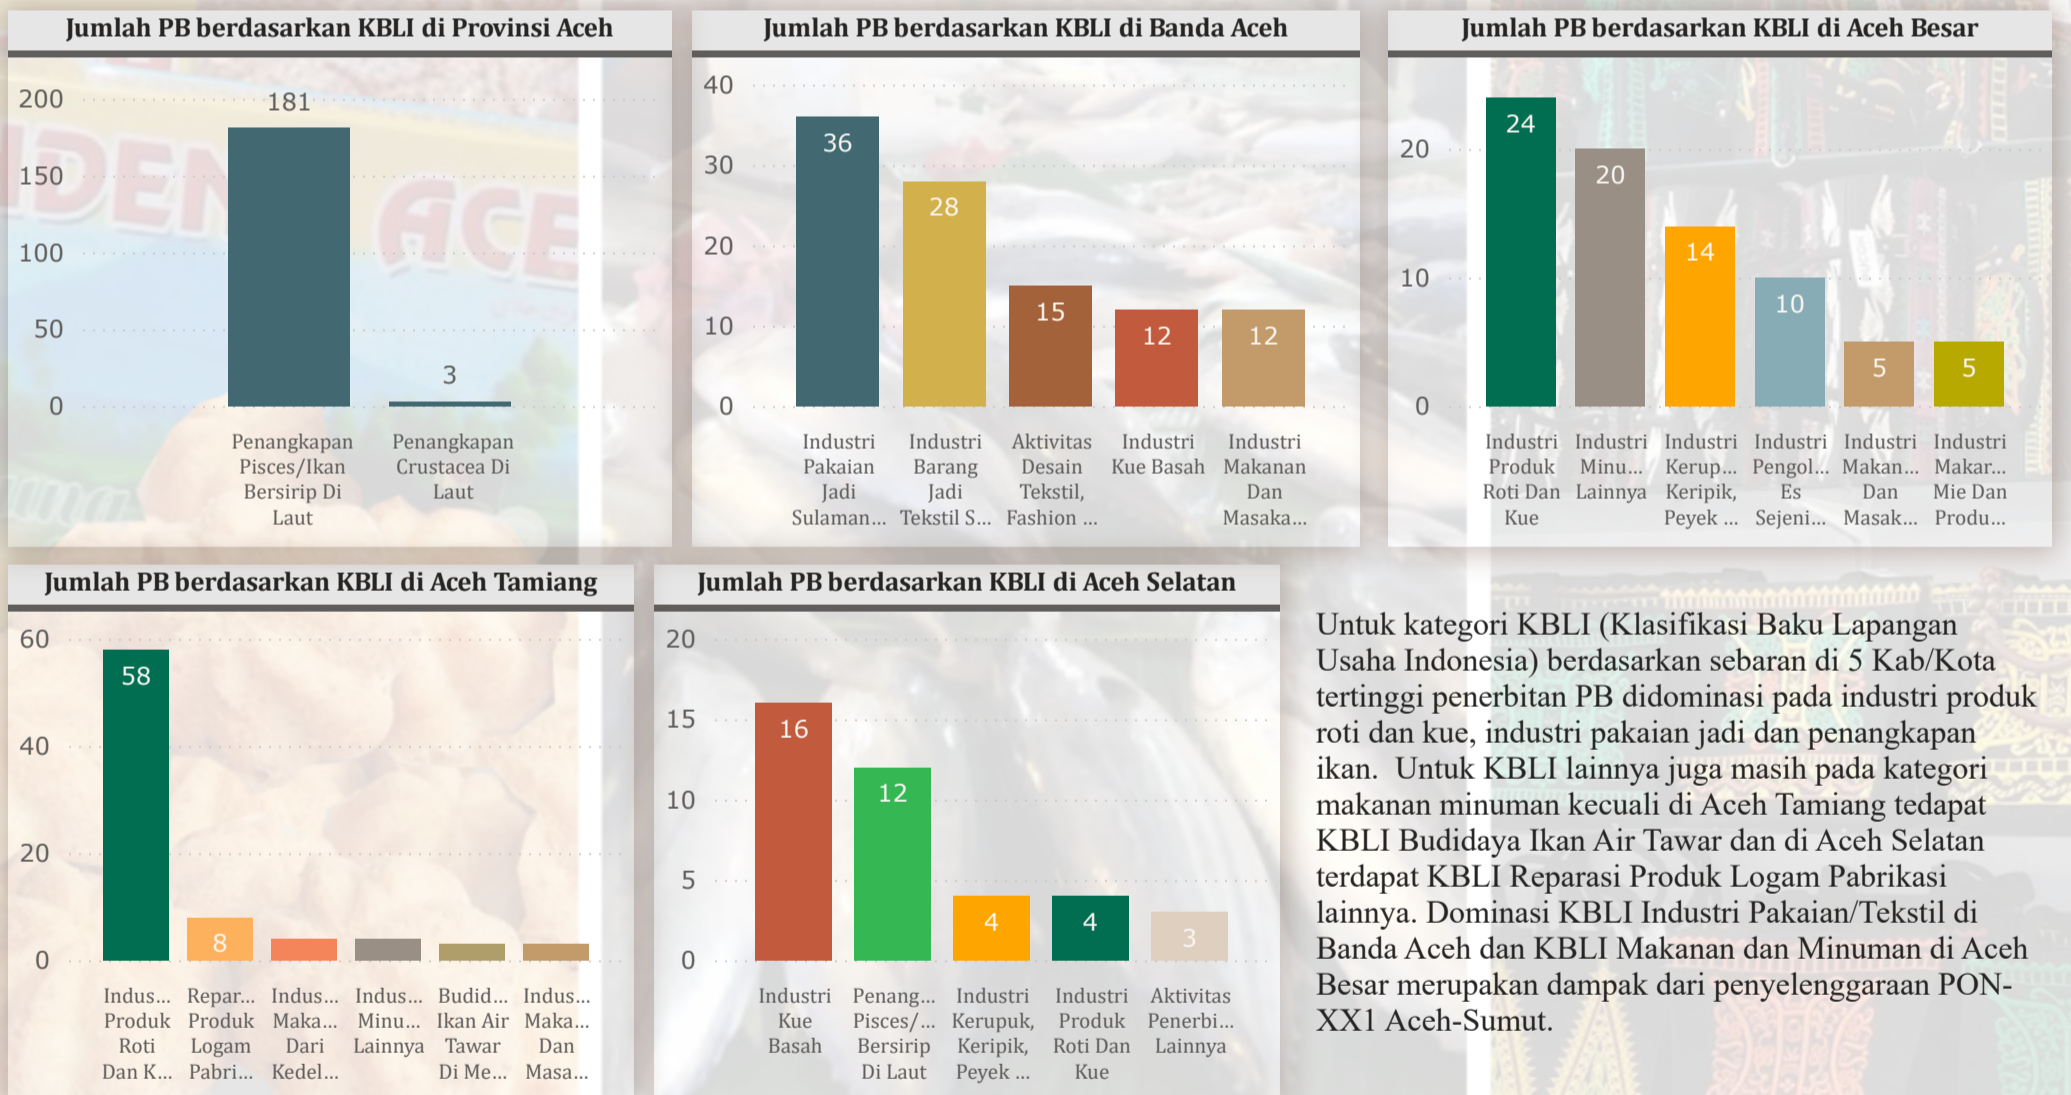 Jumlah PB berdasarkan KBLI di Provinsi Aceh
200
150
100
50
0
181
3
Penangkapan
Pisces/Ikan
Bersirip Di
Laut
Penangkapan
Crustacea Di
Laut
Jumlah PB berdasarkan KBLI di Banda Aceh
40
30
20
10
0
36
28
15
12
12
Industri
Pakaian
Jadi
Sulaman...
Industri
Barang
Jadi
Tekstil S...
Aktivitas
Desain
Tekstil,
Fashion ...
Industri
Kue Basah
Industri
Makanan
Dan
Masaka...
Jumlah PB berdasarkan KBLI di Aceh Besar
20
10
0
24
20
14
10
5
5
Industri
Produk
Roti Dan
Kue
Industri
Minu...
Lainnya
Industri
Kerup...
Keripik,
Peyek ...
Industri
Pengol...
Es
Sejeni...
Industri
Makan...
Dan
Masak...
Industri
Makar...
Mie Dan
Produ...
Jumlah PB berdasarkan KBLI di Aceh Tamiang
60
40
20
0
58
8
Indus...
Produk
Roti
Dan K...
Repar...
Produk
Logam
Pabri...
Indus...
Maka...
Dari
Kedel...
Indus...
Minu...
Lainnya
Budid...
Ikan Air
Tawar
Di Me...
Indus...
Maka...
Dan
Masa...
Jumlah PB berdasarkan KBLI di Aceh Selatan
20
15
10
5
0
16
12
4
4
3
Industri
Kue
Basah
Penang...
Pisces/...
Bersirip
Di Laut
Industri
Kerupuk,
Keripik,
Peyek ...
Industri
Produk
Roti Dan
Kue
Aktivitas
Penerbi...
Lainnya
Untuk kategori KBLI (Klasifikasi Baku Lapangan
Usaha Indonesia) berdasarkan sebaran di 5 Kab/Kota
tertinggi penerbitan PB didominasi pada industri produk
roti dan kue, industri pakaian jadi dan penangkapan
ikan.  Untuk KBLI lainnya juga masih pada kategori
makanan minuman kecuali di Aceh Tamiang tedapat
KBLI Budidaya Ikan Air Tawar dan di Aceh Selatan
terdapat KBLI Reparasi Produk Logam Pabrikasi
lainnya. Dominasi KBLI Industri Pakaian/Tekstil di
Banda Aceh dan KBLI Makanan dan Minuman di Aceh
Besar merupakan dampak dari penyelenggaraan PON-
XX1 Aceh-Sumut.